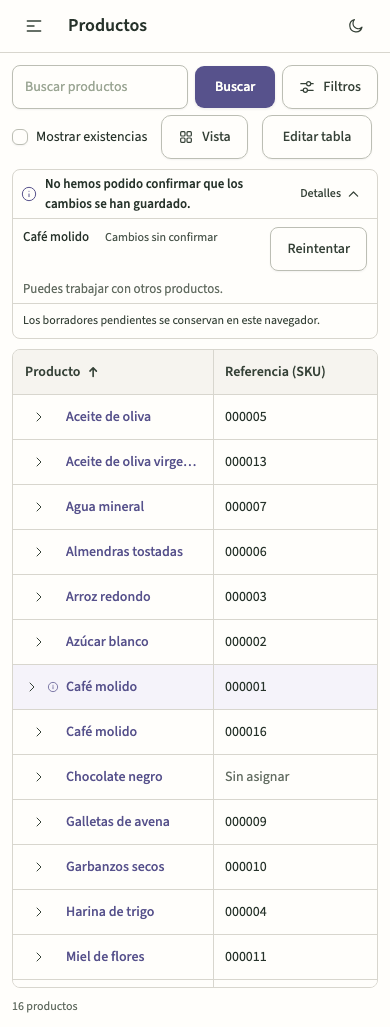 Productos
Buscar productos
Buscar
Filtros
Mostrar existencias
Vista
Editar tabla
No hemos podido confirmar que los
cambios se han guardado.
Detalles
Café molido
Cambios sin confirmar
Reintentar
Puedes trabajar con otros productos.
Los borradores pendientes se conservan en este navegador.
Producto ↑ Referencia (SKU)
Aceite de oliva 000005
Aceite de oliva virge… 000013
Agua mineral 000007
Almendras tostadas 000006
Arroz redondo 000003
Azúcar blanco 000002
Café molido 000001
Café molido 000016
Chocolate negro Sin asignar
Galletas de avena 000009
Garbanzos secos 000010
Harina de trigo 000004
Miel de flores 000011
16 productos